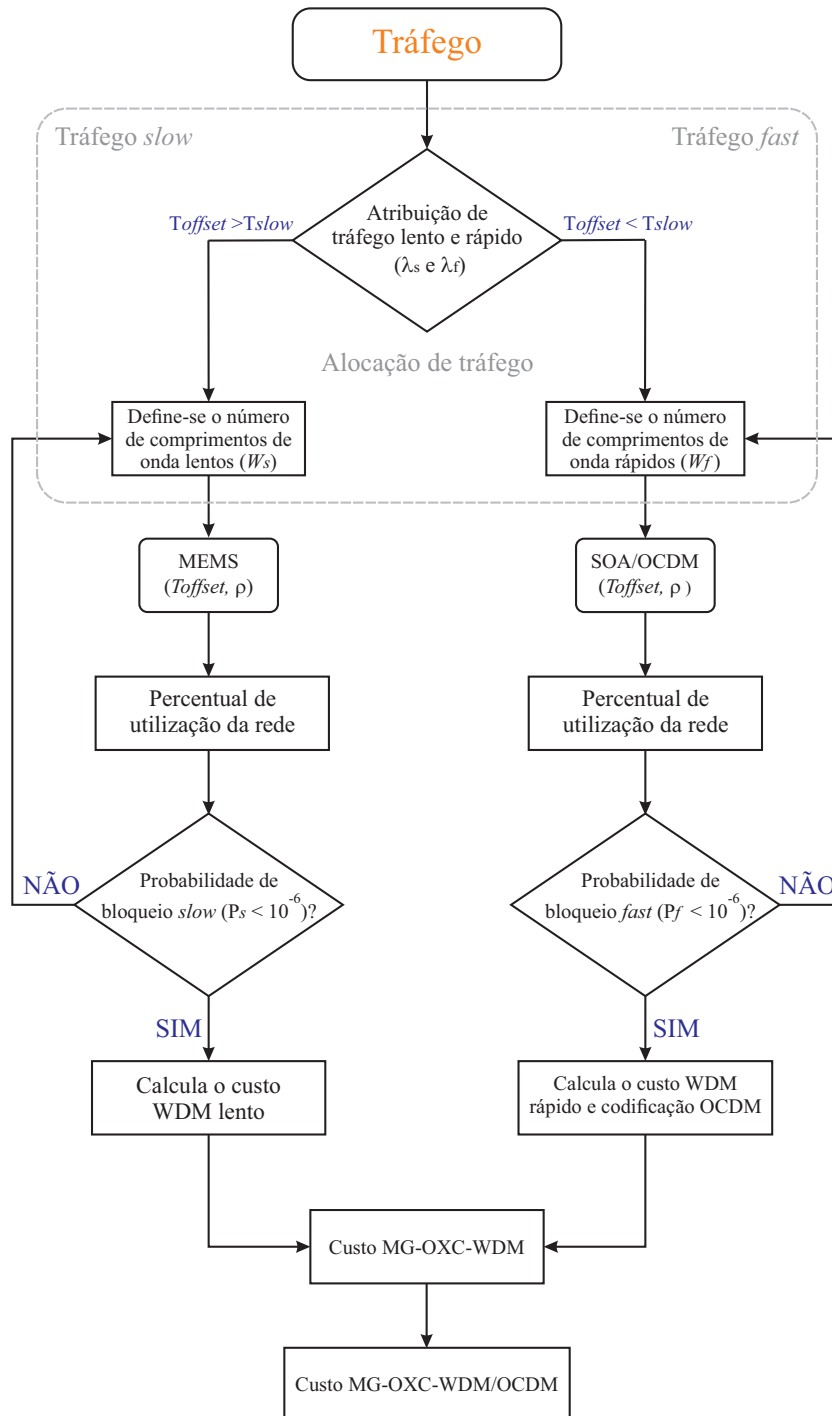 Tráfego
Tráfego slow
Tráfego fast
Toffset >Tslow
Atribuição de
tráfego lento e rápido
(λs e λf)
Toffset < Tslow
Alocação de tráfego
Define-se o número
de comprimentos de
onda lentos (Ws)
Define-se o número
de comprimentos de
onda rápidos (Wf)
MEMS
(Toffset, ρ)
SOA/OCDM
(Toffset, ρ )
Percentual de
utilização da rede
Percentual de
utilização da rede
NÃO
Probabilidade de
bloqueio slow (Ps < 10^-6)?
Probabilidade de
bloqueio fast (Pf < 10^-6)?
NÃO
SIM
SIM
Calcula o custo
WDM lento
Calcula o custo WDM
rápido e codificação OCDM
Custo MG-OXC-WDM
Custo MG-OXC-WDM/OCDM